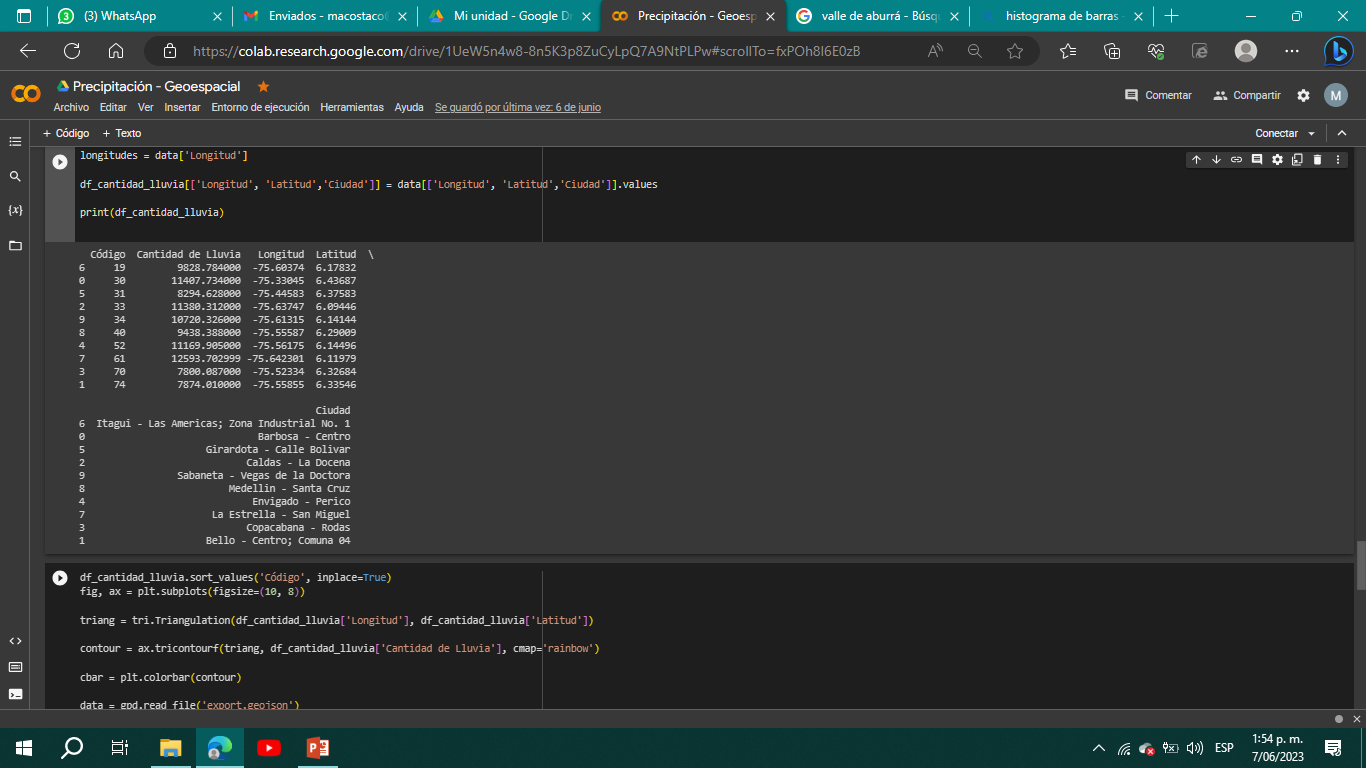 (3) WhatsApp
Enviados - macostaco@
Mi unidad - Google Dr
Precipitación - Geoesp
valle de aburrá - Búsqu
histograma de barras -
https://colab.research.google.com/drive/1UeW5n4w8-8n5K3p8ZuCyLpQ7A9NtPLPw#scrollTo=fxPOh8I6E0zB
Precipitación - Geoespacial
Archivo Editar Ver Insertar Entorno de ejecución Herramientas Ayuda Se guardó por última vez: 6 de junio
Comentar Compartir M
+ Código + Texto
Conectar
longitudes = data['Longitud']
df_cantidad_lluvia[['Longitud', 'Latitud','Ciudad']] = data[['Longitud', 'Latitud','Ciudad']].values
print(df_cantidad_lluvia)
Código Cantidad de Lluvia Longitud Latitud \
6 19 9828.784000 -75.60374 6.17832
0 30 11407.734000 -75.33045 6.43687
5 31 8294.628000 -75.44583 6.37583
2 33 11380.312000 -75.63747 6.09446
9 34 10720.326000 -75.61315 6.14144
8 40 9438.388000 -75.55587 6.29009
4 52 11169.905000 -75.56175 6.14496
7 61 12593.702999 -75.642301 6.11979
3 70 7800.087000 -75.52334 6.32684
1 74 7874.010000 -75.55855 6.33546
Ciudad
6 Itagui - Las Americas; Zona Industrial No. 1
0 Barbosa - Centro
5 Girardota - Calle Bolivar
2 Caldas - La Docena
9 Sabaneta - Vegas de la Doctora
8 Medellin - Santa Cruz
4 Envigado - Perico
7 La Estrella - San Miguel
3 Copacabana - Rodas
1 Bello - Centro; Comuna 04
df_cantidad_lluvia.sort_values('Código', inplace=True)
fig, ax = plt.subplots(figsize=(10, 8))
triang = tri.Triangulation(df_cantidad_lluvia['Longitud'], df_cantidad_lluvia['Latitud'])
contour = ax.tricontourf(triang, df_cantidad_lluvia['Cantidad de Lluvia'], cmap='rainbow')
cbar = plt.colorbar(contour)
data = gpd.read_file('export.geojson')
ESP
1:54 p. m.
7/06/2023